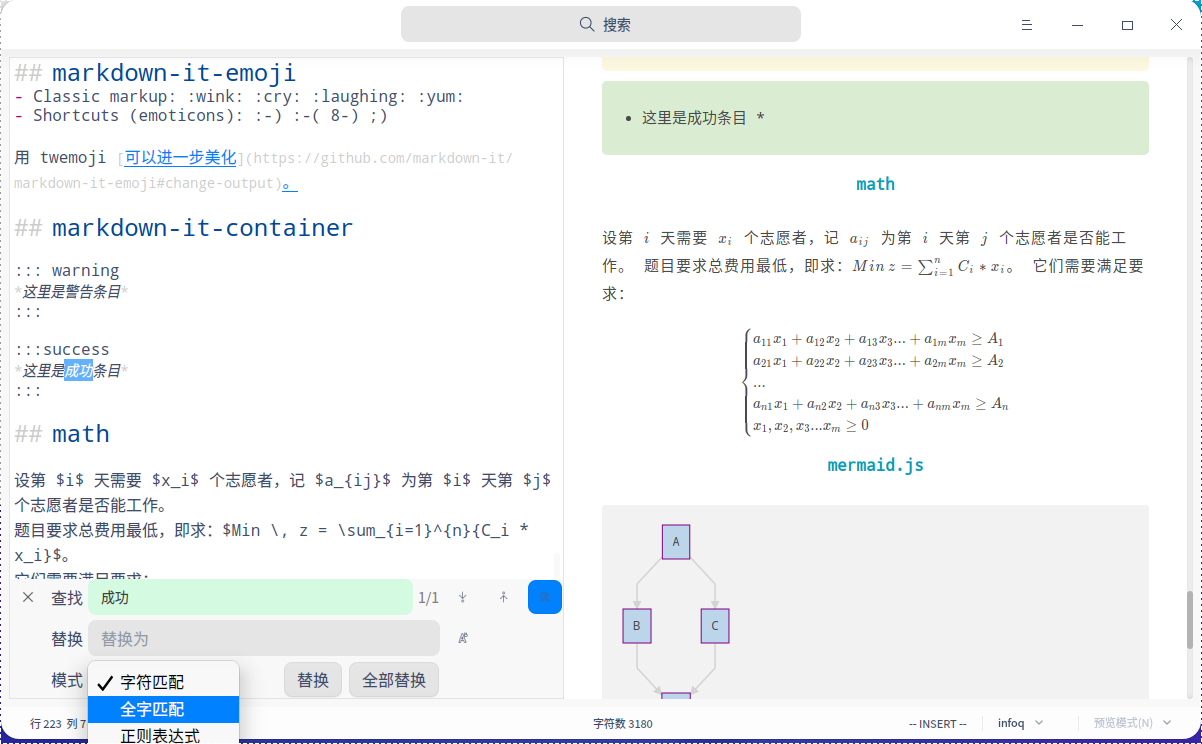 搜索
## markdown-it-emoji
- Classic markup: :wink: :cry: :laughing: :yum:
- Shortcuts (emoticons): :-) :-( 8-) ;)
用 twemoji [可以进一步美化](https://github.com/markdown-it/
markdown-it-emoji#change-output)。
## markdown-it-container
::: warning
*这里是警告条目*
:::
:::success
*这里是成功条目*
:::
## math
设第 $i$ 天需要 $x_i$ 个志愿者，记 $a_{ij}$ 为第 $i$ 天第 $j$
个志愿者是否能工作。
题目要求总费用最低，即求：$Min \, z = \sum_{i=1}^{n}{C_i *
x_i}$。
它们需要满足要求：
查找 成功 1/1
替换 替换为
模式
✓ 字符匹配
全字匹配
正则表达式
替换 全部替换
• 这里是成功条目 *
math
设第 i 天需要 x_i 个志愿者，记 a_{ij} 为第 i 天第 j 个志愿者是否能工
作。 题目要求总费用最低，即求：Min z = ∑_{i=1}^{n} C_i * x_i。 它们需要满足要
求：
a_{11}x_1 + a_{12}x_2 + a_{13}x_3... + a_{1m}x_m ≥ A_1
a_{21}x_1 + a_{22}x_2 + a_{23}x_3... + a_{2m}x_m ≥ A_2
...
a_{n1}x_1 + a_{n2}x_2 + a_{n3}x_3... + a_{nm}x_m ≥ A_n
x_1, x_2, x_3...x_m ≥ 0
mermaid.js
A
B
C
行 223 列 7
字符数 3180
-- INSERT --
infoq
预览模式(N)